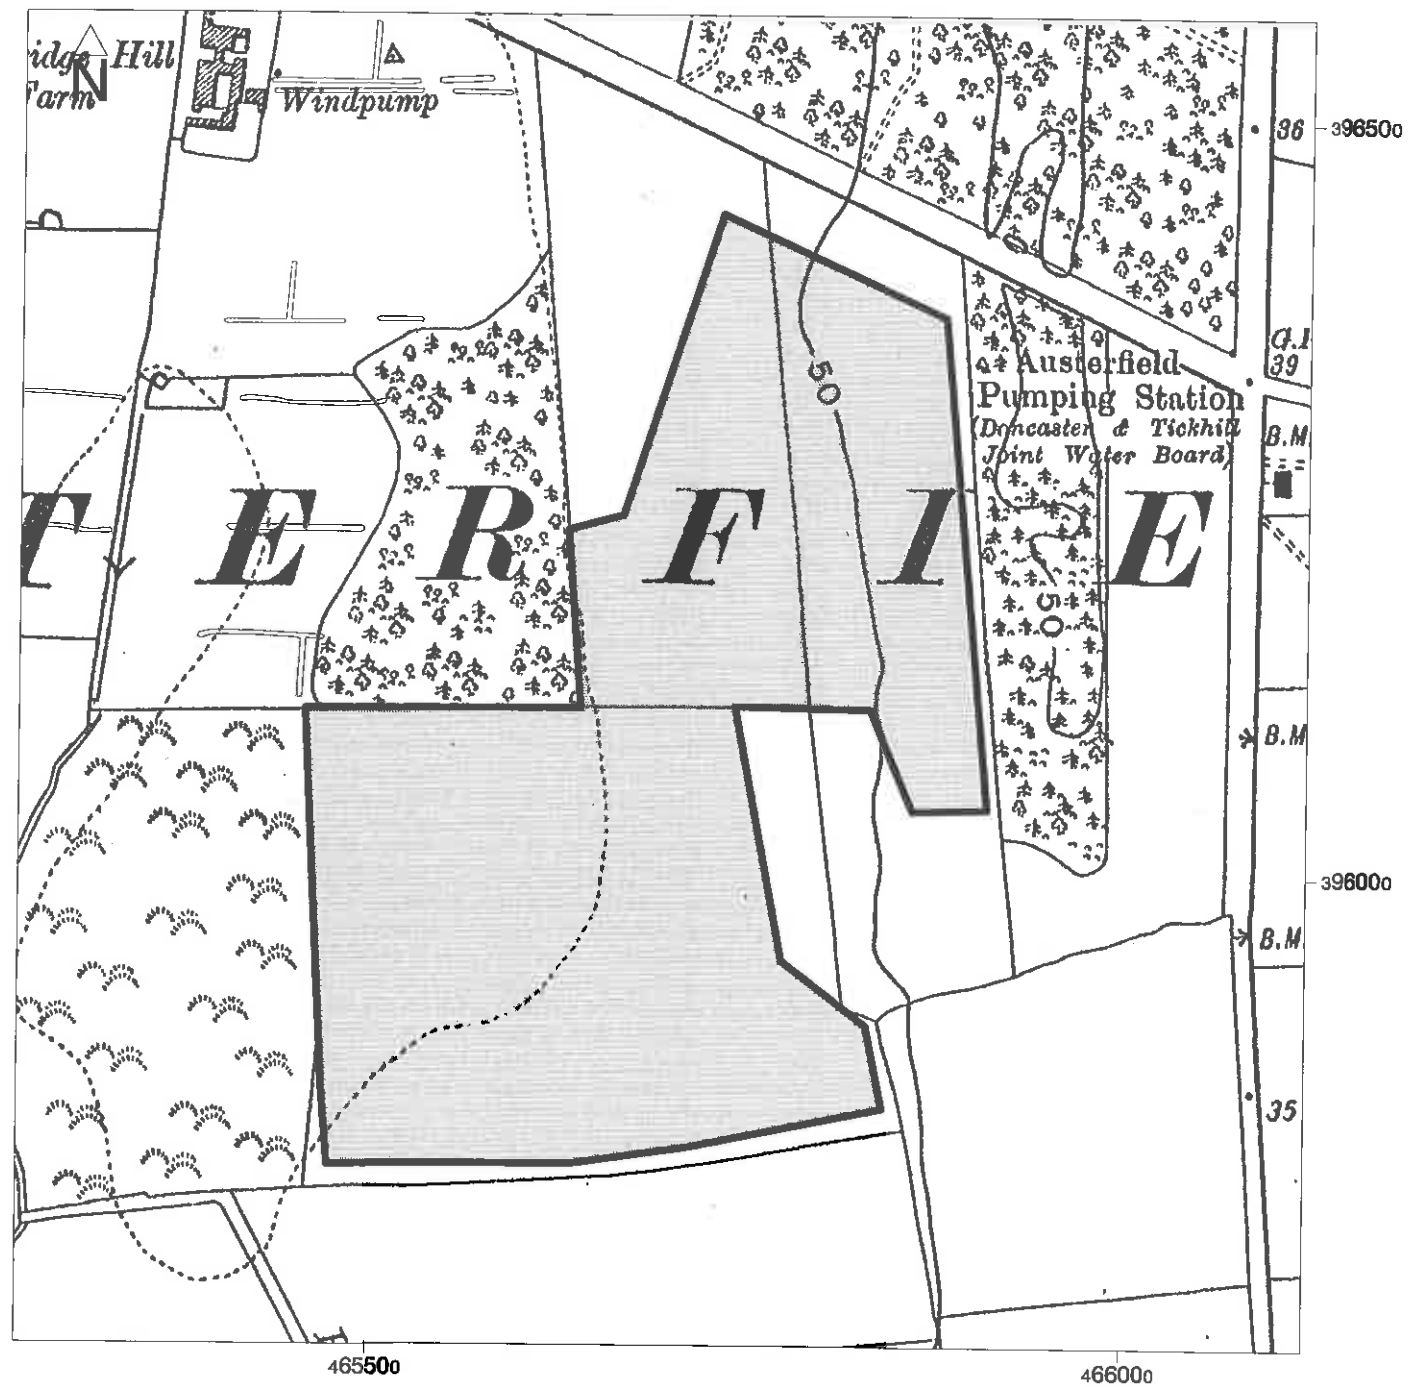 idge Hill
Farm
N
Windpump
36
396500
50
39
Austerfield
Pumping Station
(Doncaster & Tickhill
Joint Water Board)
B.M
T E R F I E
50
B.M
396000
B.M
35
465500
466000